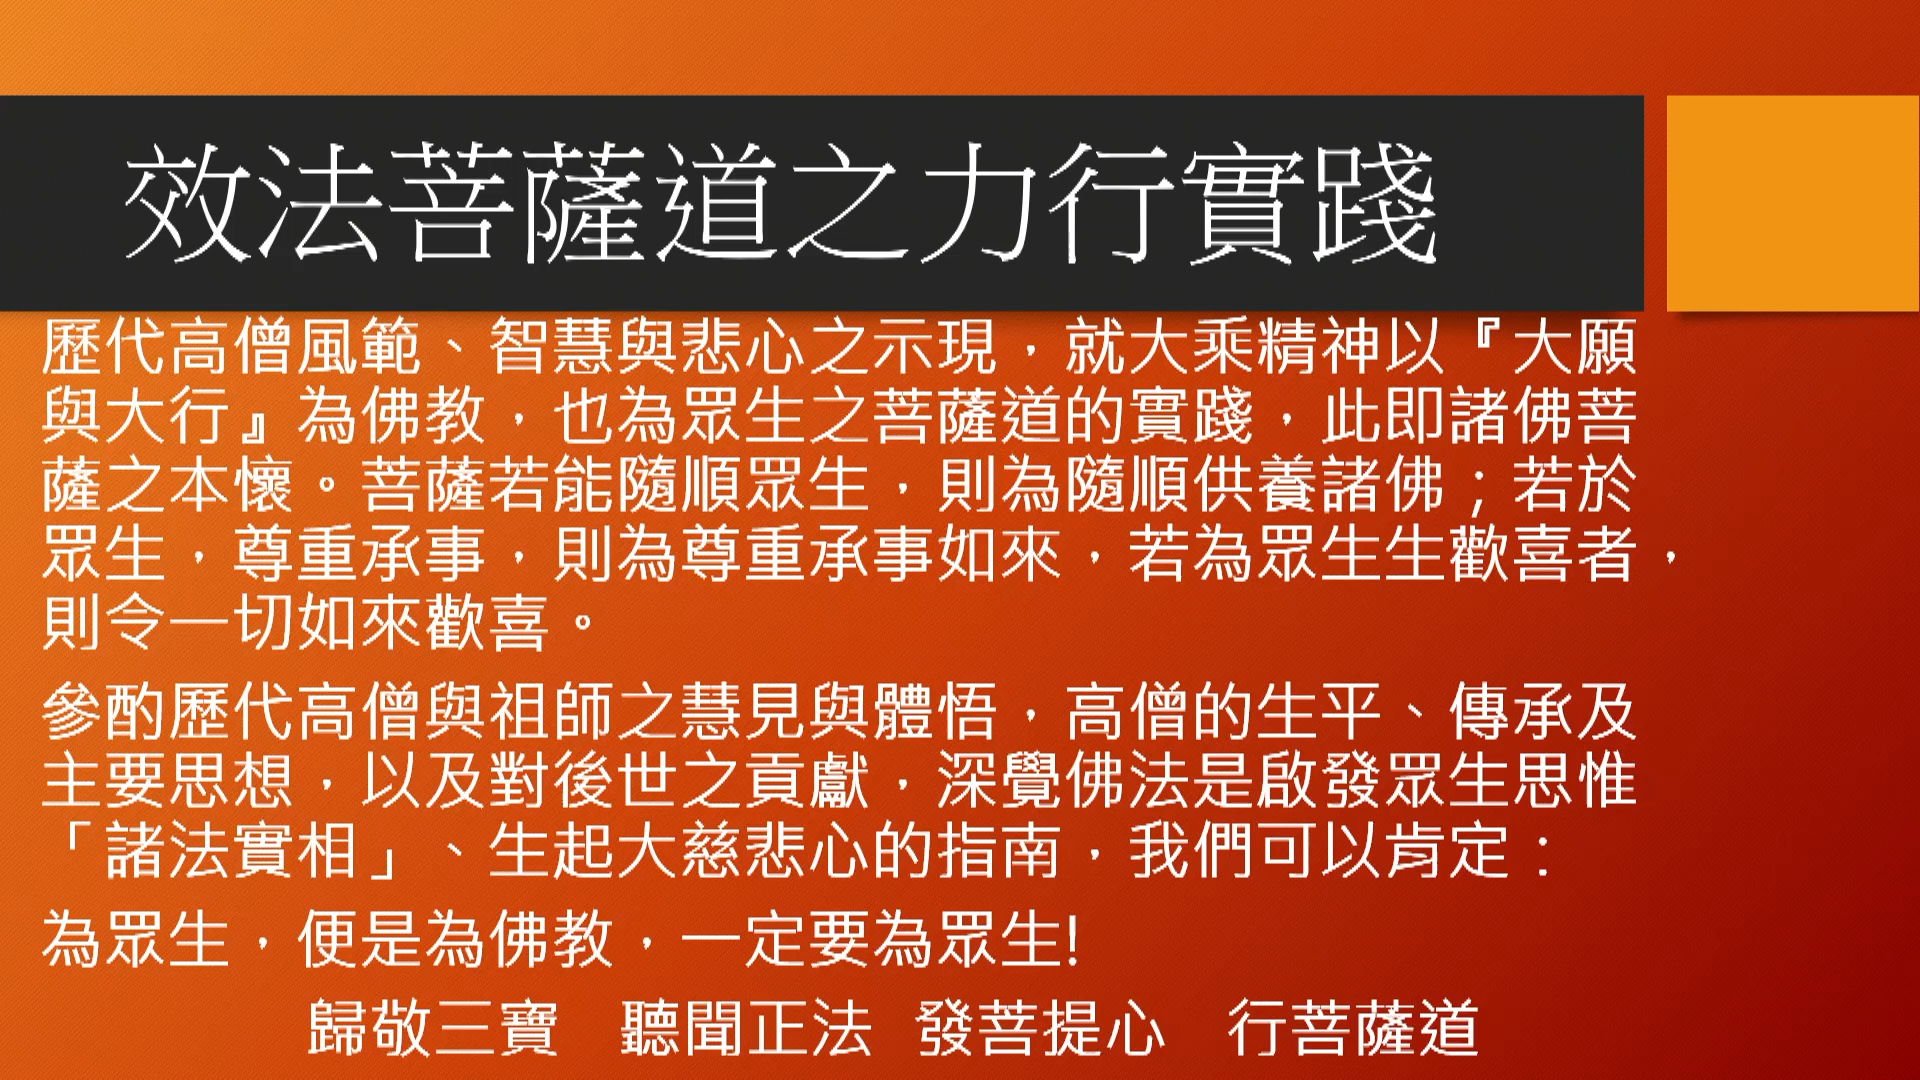 效法菩薩道之力行實踐
歷代高僧風範、智慧與悲心之示現，就大乘精神以『大願
與大行』為佛教，也為眾生之菩薩道的實踐，此即諸佛菩
薩之本懷。菩薩若能隨順眾生，則為隨順供養諸佛；若於
眾生，尊重承事，則為尊重承事如來，若為眾生生歡喜者，
則令一切如來歡喜。
參酌歷代高僧與祖師之慧見與體悟，高僧的生平、傳承及
主要思想，以及對後世之貢獻，深覺佛法是啟發眾生思惟
「諸法實相」、生起大慈悲心的指南，我們可以肯定：
為眾生，便是為佛教，一定要為眾生!
歸敬三寶　聽聞正法　發菩提心　行菩薩道